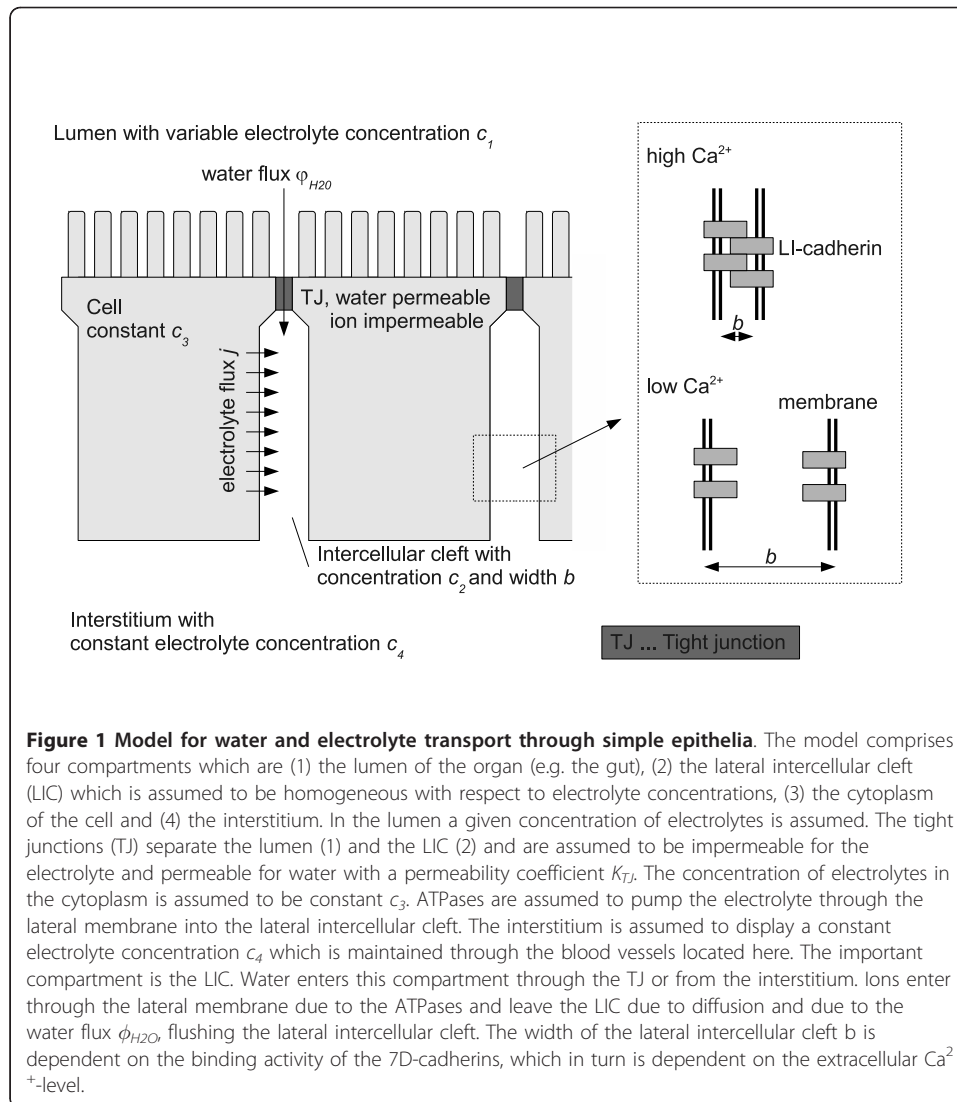 Lumen with variable electrolyte concentration c1
water flux φH20
Cell
constant c3
TJ, water permeable
ion impermeable
electrolyte flux j
Intercellular cleft with
concentration c2 and width b
Interstitium with
constant electrolyte concentration c4
high Ca2+
LI-cadherin
b
low Ca2+
membrane
b
TJ ... Tight junction
Figure 1 Model for water and electrolyte transport through simple epithelia. The model comprises
four compartments which are (1) the lumen of the organ (e.g. the gut), (2) the lateral intercellular cleft
(LIC) which is assumed to be homogeneous with respect to electrolyte concentrations, (3) the cytoplasm
of the cell and (4) the interstitium. In the lumen a given concentration of electrolytes is assumed. The tight
junctions (TJ) separate the lumen (1) and the LIC (2) and are assumed to be impermeable for the
electrolyte and permeable for water with a permeability coefficient KTJ. The concentration of electrolytes in
the cytoplasm is assumed to be constant c3. ATPases are assumed to pump the electrolyte through the
lateral membrane into the lateral intercellular cleft. The interstitium is assumed to display a constant
electrolyte concentration c4 which is maintained through the blood vessels located here. The important
compartment is the LIC. Water enters this compartment through the TJ or from the interstitium. Ions enter
through the lateral membrane due to the ATPases and leave the LIC due to diffusion and due to the
water flux ϕH2O, flushing the lateral intercellular cleft. The width of the lateral intercellular cleft b is
dependent on the binding activity of the 7D-cadherins, which in turn is dependent on the extracellular Ca2
+-level.